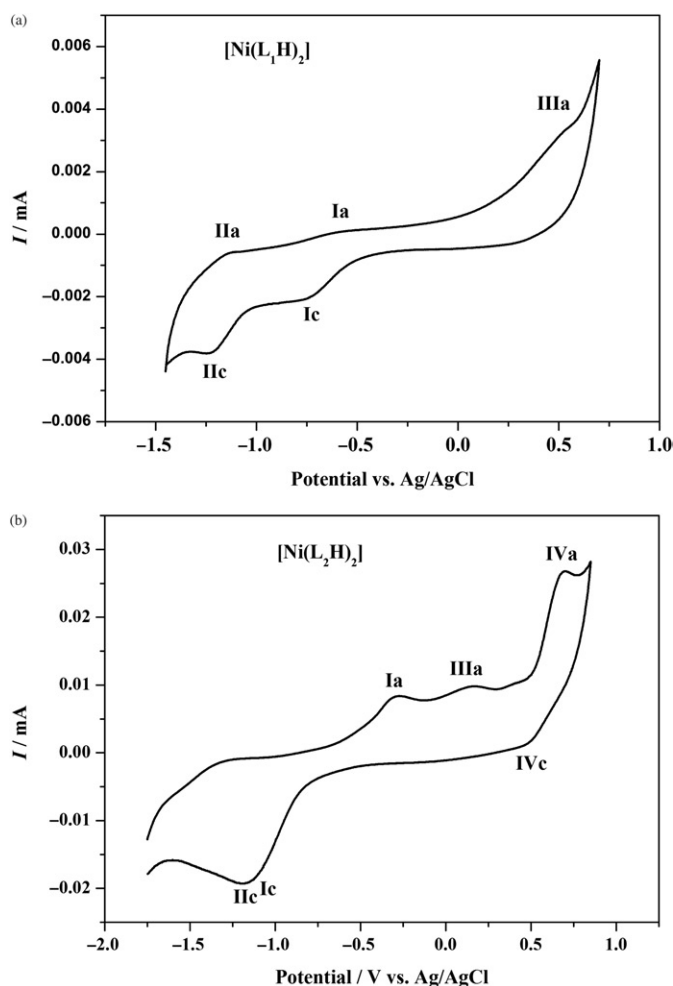 (a)
[Ni(L₁H)₂]
0.006
0.004
0.002
0.000
−0.002
−0.004
−0.006
I / mA
IIIa
Ia
IIa
Ic
IIc
−1.5 −1.0 −0.5 0.0 0.5 1.0
Potential vs. Ag/AgCl
(b)
[Ni(L₂H)₂]
0.03
0.02
0.01
0.00
−0.01
−0.02
I / mA
IVa
Ia
IIIa
IVc
IIc Ic
−2.0 −1.5 −1.0 −0.5 0.0 0.5 1.0
Potential / V vs. Ag/AgCl